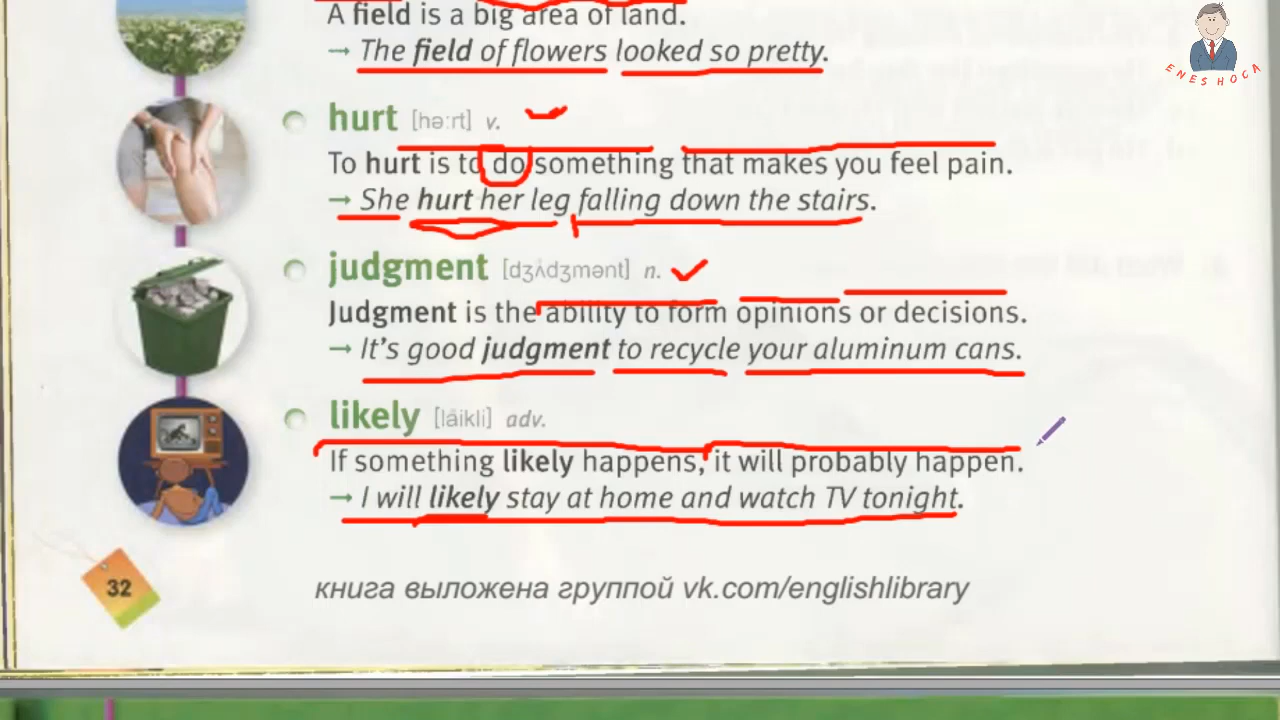 A field is a big area of land.
→ The field of flowers looked so pretty.
ENES HOCA
hurt [hə:rt] v.
To hurt is to do something that makes you feel pain.
→ She hurt her leg falling down the stairs.
judgment [dʒʌ́dʒmənt] n.
Judgment is the ability to form opinions or decisions.
→ It's good judgment to recycle your aluminum cans.
likely [láikli] adv.
If something likely happens, it will probably happen.
→ I will likely stay at home and watch TV tonight.
32
книга выложена группой vk.com/englishlibrary